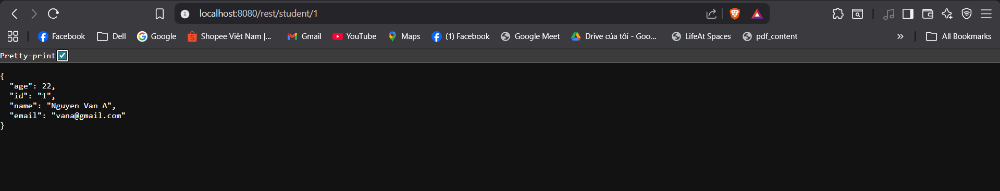 localhost:8080/rest/student/1
Facebook Dell Google Shopee Việt Nam |... Gmail YouTube Maps (1) Facebook Google Meet Drive của tôi - Goo... LifeAt Spaces pdf_content » All Bookmarks
Pretty-print
{
  "age": 22,
  "id": "1",
  "name": "Nguyen Van A",
  "email": "vana@gmail.com"
}